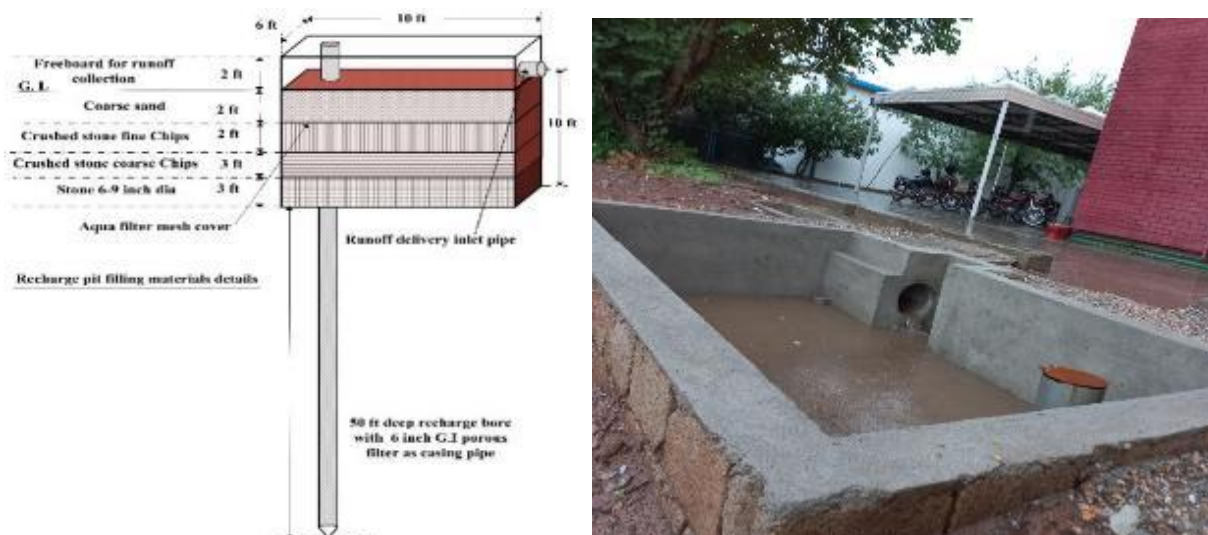 6 ft
10 ft
Freeboard for runoff
collection
2 ft
G. L
Coarse sand
2 ft
Crushed stone fine Chips
2 ft
10 ft
Crushed stone coarse Chips
3 ft
Stone 6-9 inch dia
3 ft
Aqua filter mesh cover
Runoff delivery inlet pipe
Recharge pit filling materials details
50 ft deep recharge bore
with 6 inch G.I porous
filter as casing pipe